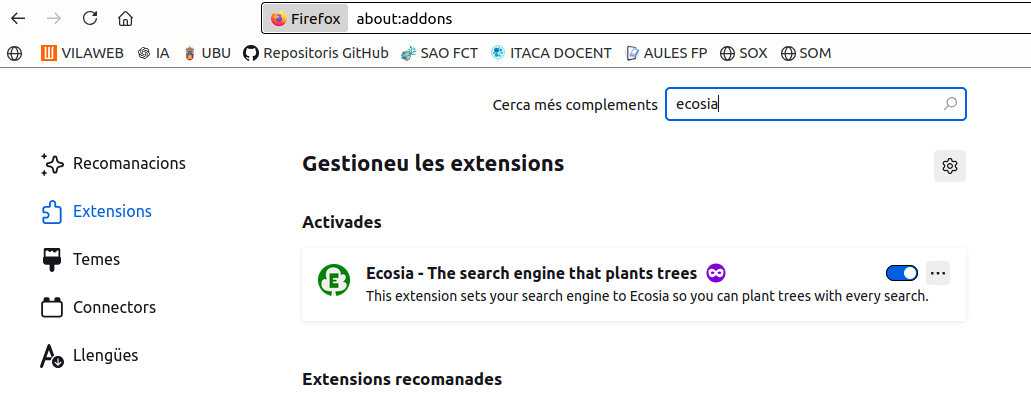 Firefox about:addons
VILAWEB IA UBU Repositoris GitHub SAO FCT ITACA DOCENT AULES FP SOX SOM
Cerca més complements ecosia
Recomanacions
Extensions
Temes
Connectors
Llengües
Gestioneu les extensions
Activades
Ecosia - The search engine that plants trees
This extension sets your search engine to Ecosia so you can plant trees with every search.
Extensions recomanades